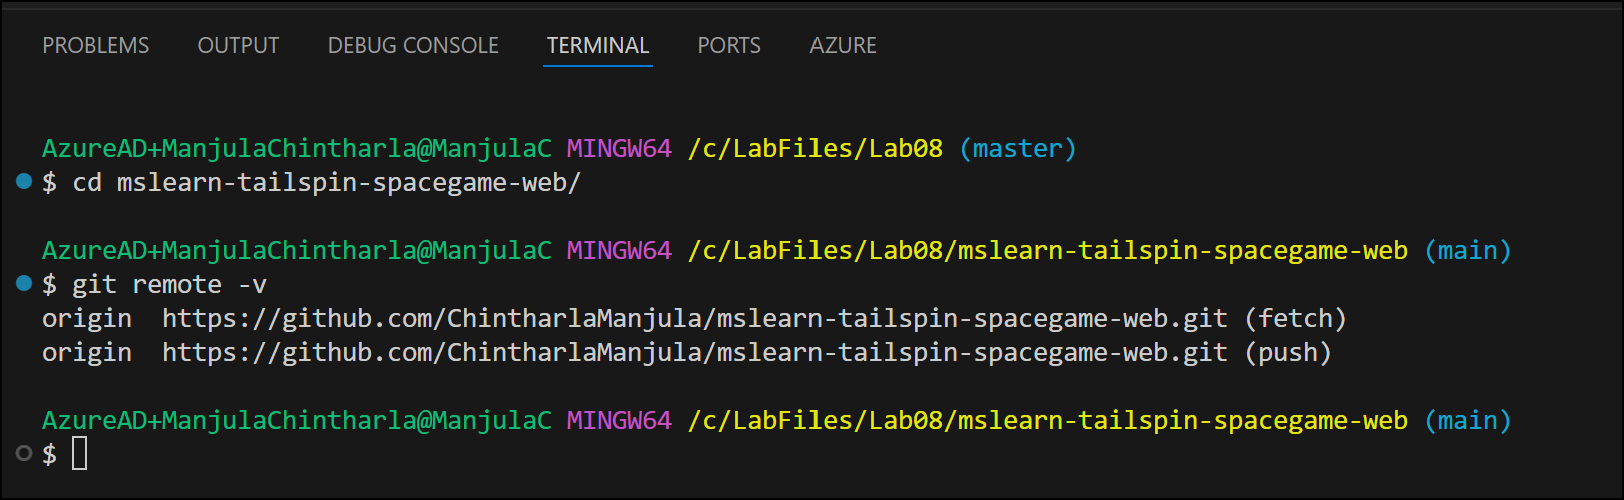 PROBLEMS OUTPUT DEBUG CONSOLE TERMINAL PORTS AZURE
AzureAD+ManjulaChintharla@ManjulaC MINGW64 /c/LabFiles/Lab08 (master)
$ cd mslearn-tailspin-spacegame-web/
AzureAD+ManjulaChintharla@ManjulaC MINGW64 /c/LabFiles/Lab08/mslearn-tailspin-spacegame-web (main)
$ git remote -v
origin  https://github.com/ChintharlaManjula/mslearn-tailspin-spacegame-web.git (fetch)
origin  https://github.com/ChintharlaManjula/mslearn-tailspin-spacegame-web.git (push)
AzureAD+ManjulaChintharla@ManjulaC MINGW64 /c/LabFiles/Lab08/mslearn-tailspin-spacegame-web (main)
$